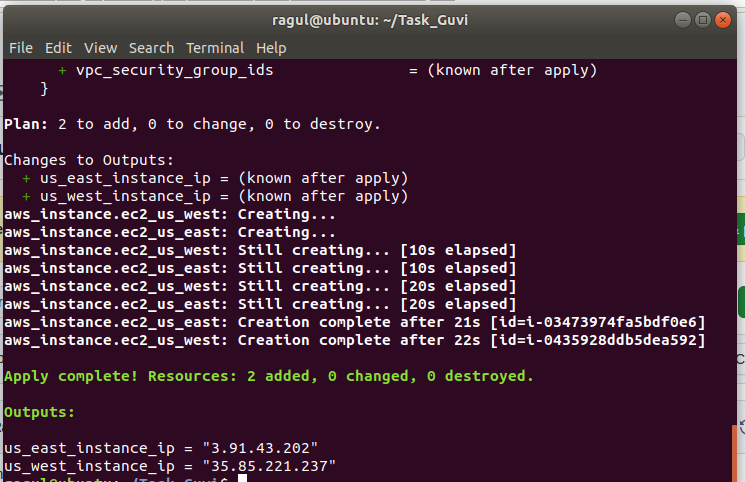 ragul@ubuntu: ~/Task_Guvi
File Edit View Search Terminal Help
+ vpc_security_group_ids = (known after apply)
}
Plan: 2 to add, 0 to change, 0 to destroy.
Changes to Outputs:
+ us_east_instance_ip = (known after apply)
+ us_west_instance_ip = (known after apply)
aws_instance.ec2_us_west: Creating...
aws_instance.ec2_us_east: Creating...
aws_instance.ec2_us_west: Still creating... [10s elapsed]
aws_instance.ec2_us_east: Still creating... [10s elapsed]
aws_instance.ec2_us_west: Still creating... [20s elapsed]
aws_instance.ec2_us_east: Still creating... [20s elapsed]
aws_instance.ec2_us_east: Creation complete after 21s [id=i-03473974fa5bdf0e6]
aws_instance.ec2_us_west: Creation complete after 22s [id=i-0435928ddb5dea592]
Apply complete! Resources: 2 added, 0 changed, 0 destroyed.
Outputs:
us_east_instance_ip = "3.91.43.202"
us_west_instance_ip = "35.85.221.237"
ragul@ubuntu:~/Task_Guvi$